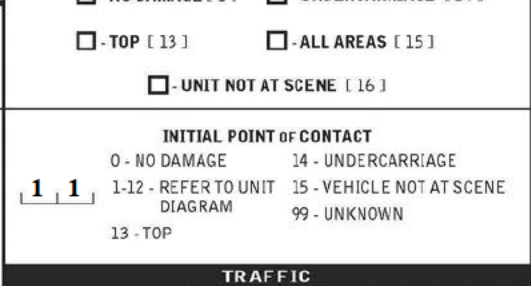 - TOP [ 13 ] - ALL AREAS [ 15 ]
- UNIT NOT AT SCENE [ 16 ]
INITIAL POINT OF CONTACT
0 - NO DAMAGE 14 - UNDERCARRIAGE
1 1 1-12 - REFER TO UNIT 15 - VEHICLE NOT AT SCENE
DIAGRAM 99 - UNKNOWN
13 - TOP
TRAFFIC